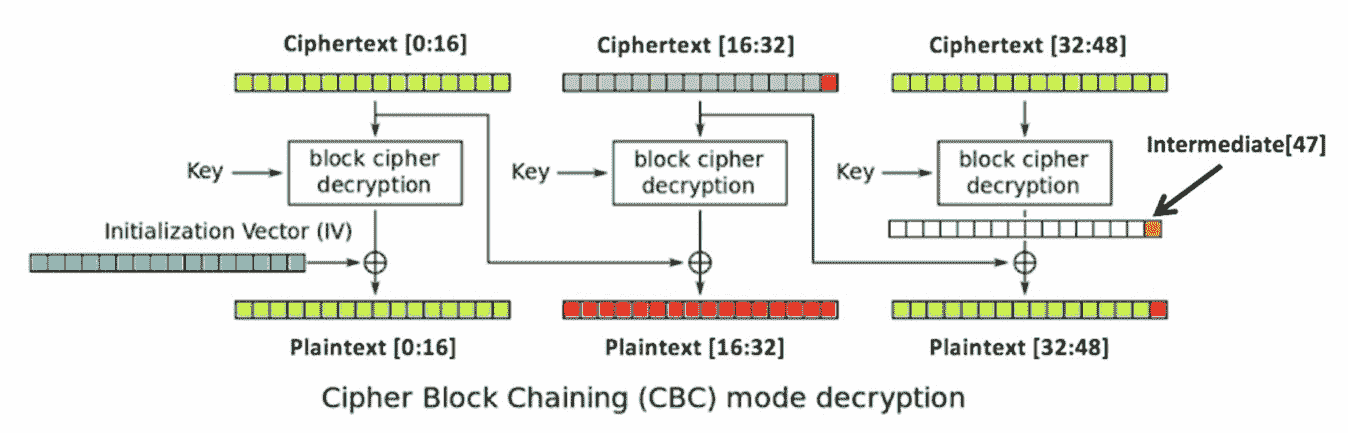 Ciphertext [0:16]
Ciphertext [16:32]
Ciphertext [32:48]
Intermediate[47]
Key
block cipher
decryption
Key
block cipher
decryption
Key
block cipher
decryption
Initialization Vector (IV)
Plaintext [0:16]
Plaintext [16:32]
Plaintext [32:48]
Cipher Block Chaining (CBC) mode decryption